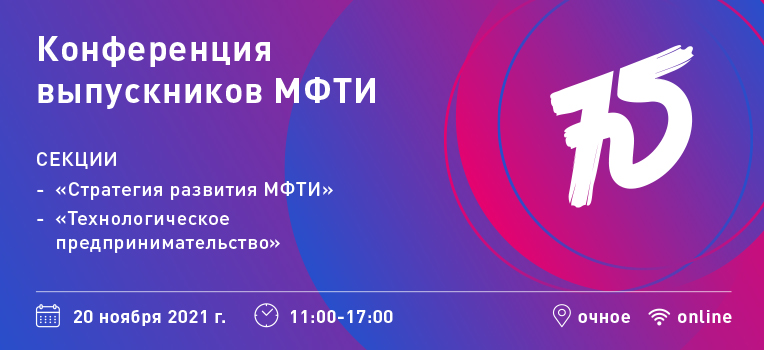 Конференция
выпускников МФТИ
75
СЕКЦИИ
- «Стратегия развития МФТИ»
- «Технологическое
предпринимательство»
20 ноября 2021 г. 11:00-17:00 очное online